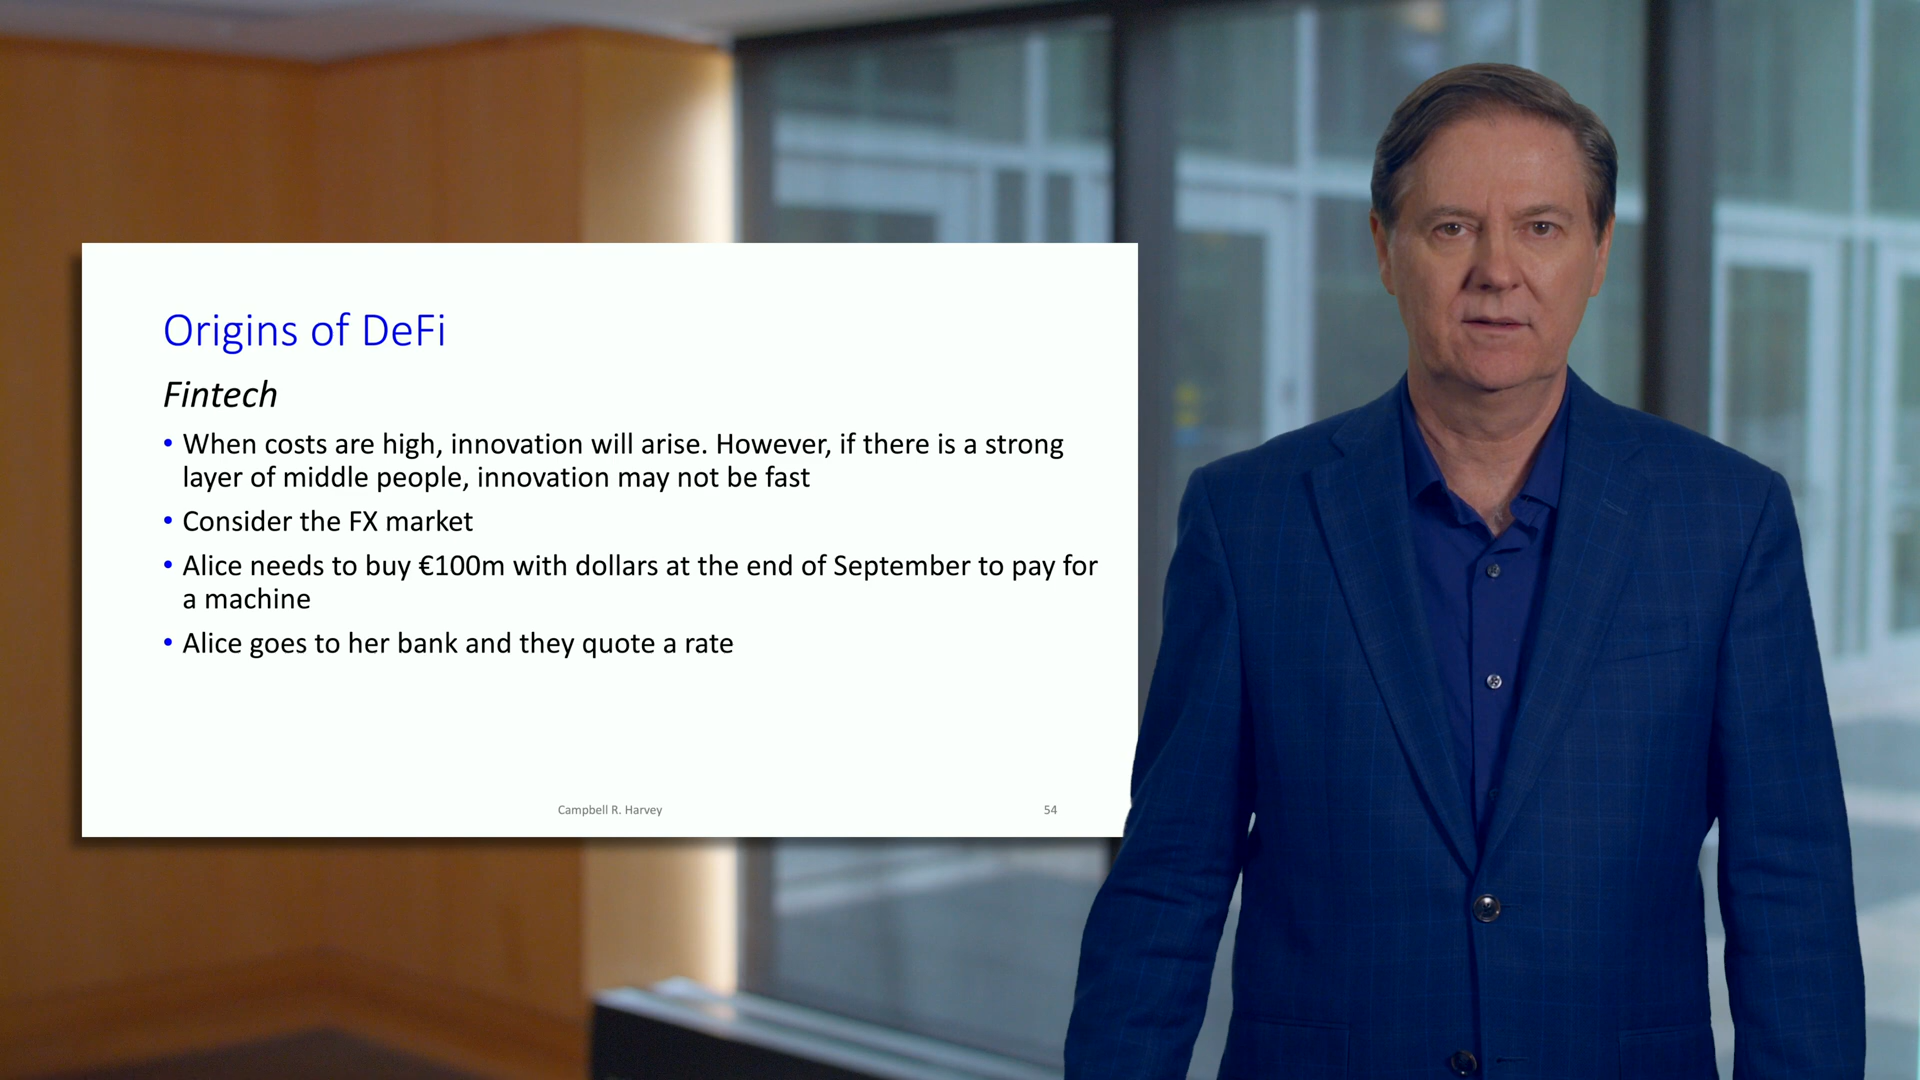 Origins of DeFi
Fintech
• When costs are high, innovation will arise. However, if there is a strong
layer of middle people, innovation may not be fast
• Consider the FX market
• Alice needs to buy €100m with dollars at the end of September to pay for
a machine
• Alice goes to her bank and they quote a rate
Campbell R. Harvey
54